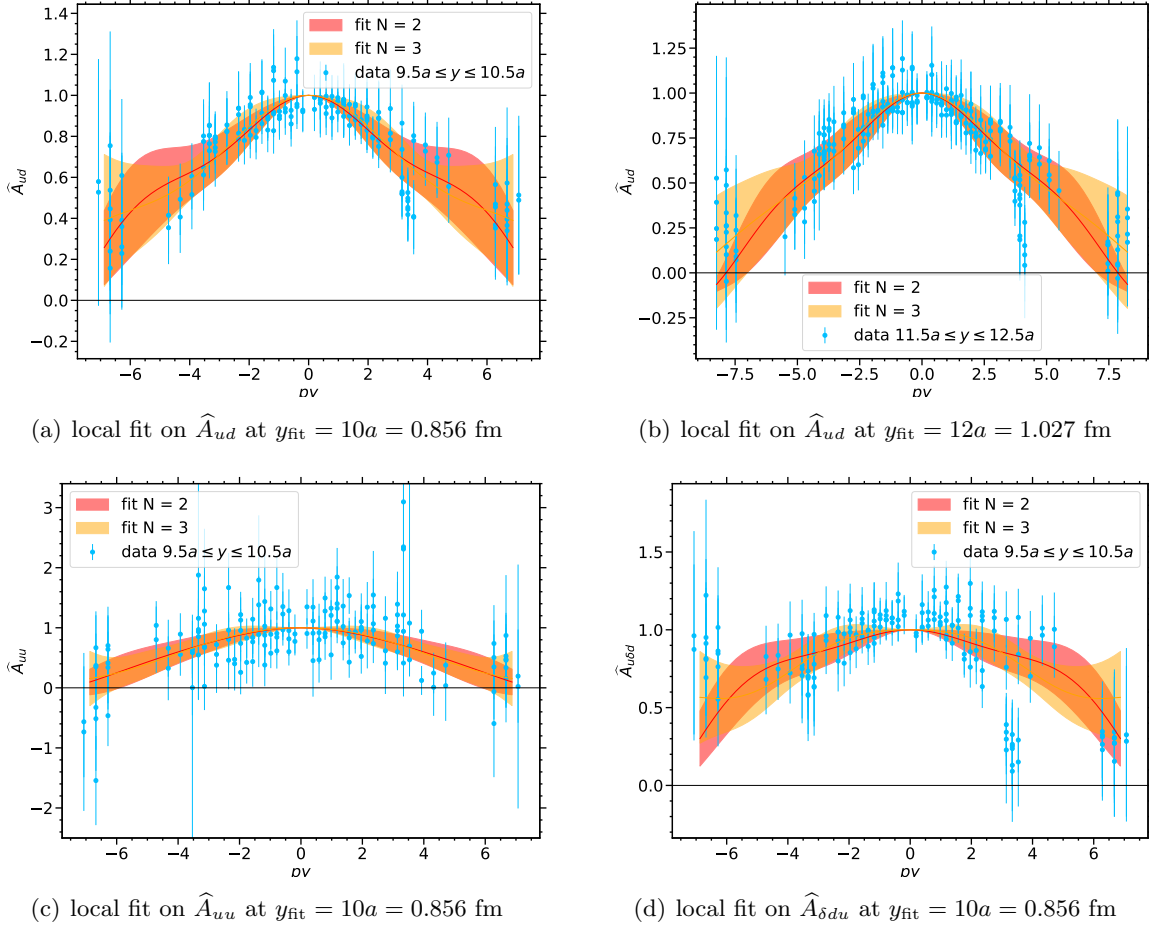 1.4
1.2
1.0
0.8
0.6
0.4
0.2
0.0
−0.2
−6 −4 −2 0 2 4 6
py
Â_ud
fit N = 2
fit N = 3
data 9.5a ≤ y ≤ 10.5a
(a) local fit on Â_ud at y_fit = 10a = 0.856 fm
1.25
1.00
0.75
0.50
0.25
0.00
−0.25
−7.5 −5.0 −2.5 0.0 2.5 5.0 7.5
py
Â_ud
fit N = 2
fit N = 3
data 11.5a ≤ y ≤ 12.5a
(b) local fit on Â_ud at y_fit = 12a = 1.027 fm
3
2
1
0
−1
−2
−6 −4 −2 0 2 4 6
py
Â_uu
fit N = 2
fit N = 3
data 9.5a ≤ y ≤ 10.5a
(c) local fit on Â_uu at y_fit = 10a = 0.856 fm
1.5
1.0
0.5
0.0
−6 −4 −2 0 2 4 6
py
Â_uδd
fit N = 2
fit N = 3
data 9.5a ≤ y ≤ 10.5a
(d) local fit on Â_δdu at y_fit = 10a = 0.856 fm